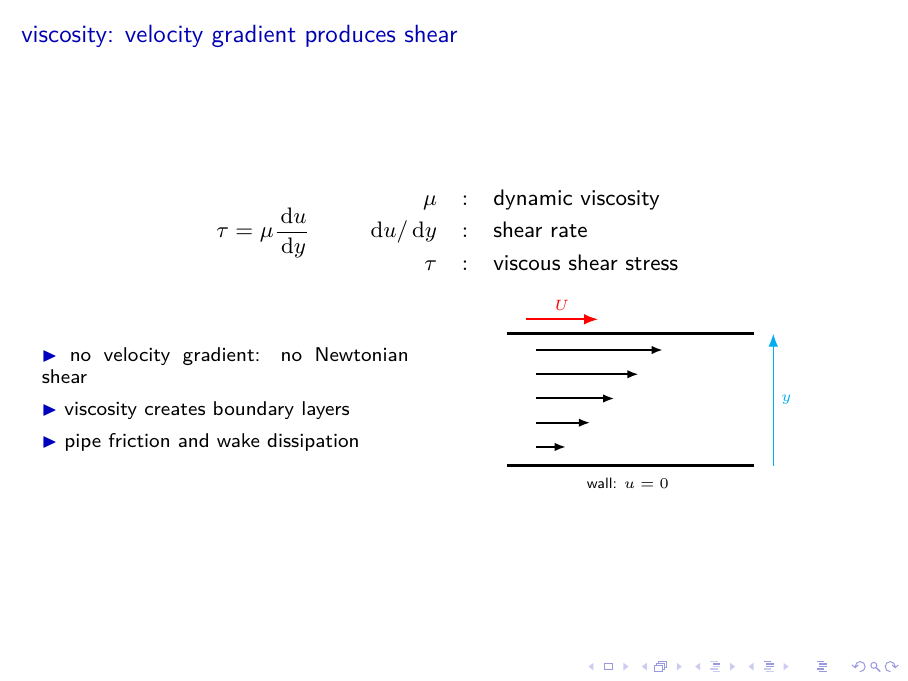 viscosity: velocity gradient produces shear
τ = μ du/dy
μ : dynamic viscosity
du/ dy : shear rate
τ : viscous shear stress
▶ no velocity gradient: no Newtonian
shear
▶ viscosity creates boundary layers
▶ pipe friction and wake dissipation
U
y
wall: u = 0